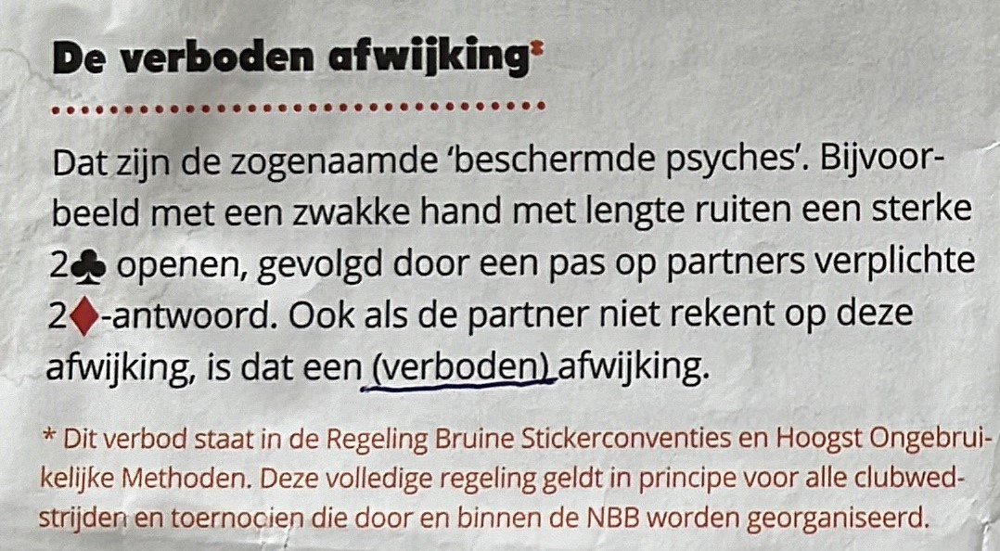 De verboden afwijking*
Dat zijn de zogenaamde ‘beschermde psyches’. Bijvoor-
beeld met een zwakke hand met lengte ruiten een sterke
2♣ openen, gevolgd door een pas op partners verplichte
2♦-antwoord. Ook als de partner niet rekent op deze
afwijking, is dat een (verboden) afwijking.
* Dit verbod staat in de Regeling Bruine Stickerconventies en Hoogst Ongebrui-
kelijke Methoden. Deze volledige regeling geldt in principe voor alle clubwed-
strijden en toernooien die door en binnen de NBB worden georganiseerd.